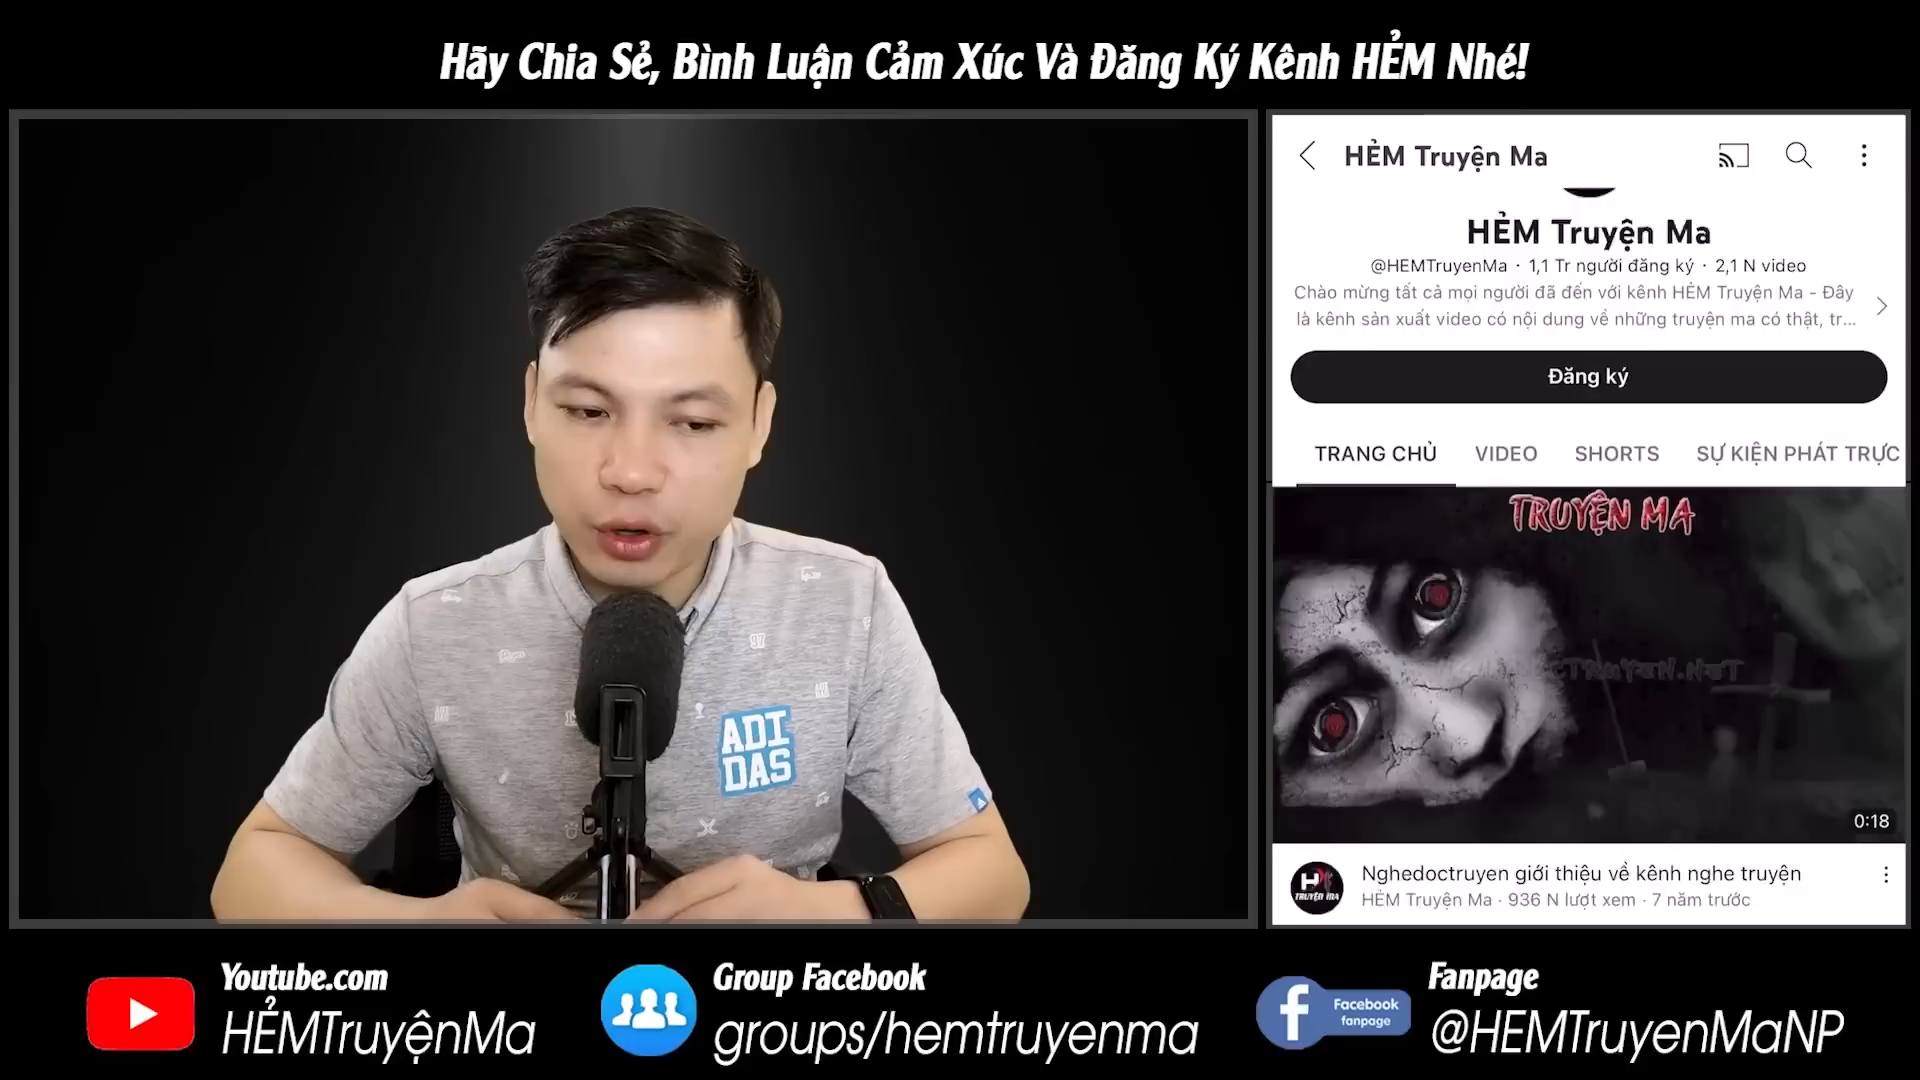 Hãy Chia Sẻ, Bình Luận Cảm Xúc Và Đăng Ký Kênh HẺM Nhé!
HẺM Truyện Ma
HẺM Truyện Ma
@HEMTruyenMa · 1,1 Tr người đăng ký · 2,1 N video
Chào mừng tất cả mọi người đã đến với kênh HẺM Truyện Ma - Đây
là kênh sản xuất video có nội dung về những truyện ma có thật, tr...
Đăng ký
TRANG CHỦ VIDEO SHORTS SỰ KIỆN PHÁT TRỰC
TRUYỆN MA
0:18
TRUYỆN MA
Nghedoctruyen giới thiệu về kênh nghe truyện
HẺM Truyện Ma · 936 N lượt xem · 7 năm trước
97
ADI
DAS
Youtube.com
HẺMTruyệnMa
Group Facebook
groups/hemtruyenma
Facebook
fanpage
Fanpage
@HEMTruyenMaNP